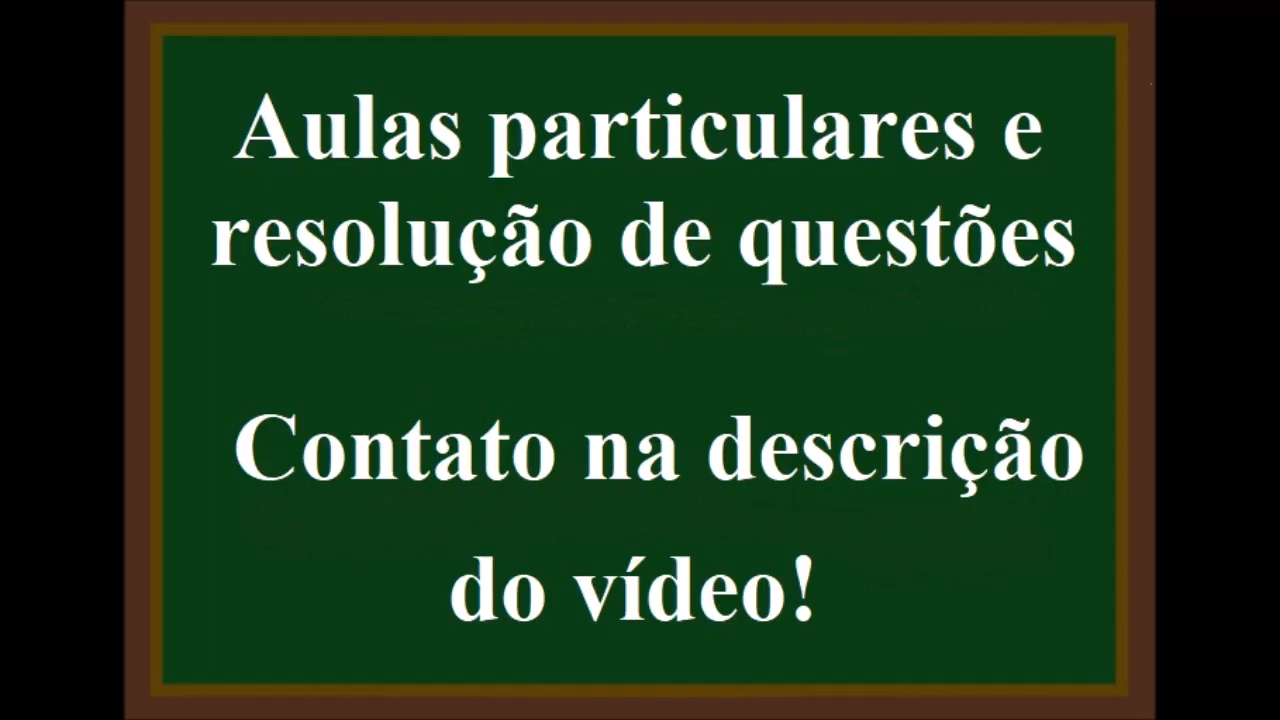 Aulas particulares e
resolução de questões
Contato na descrição
do vídeo!